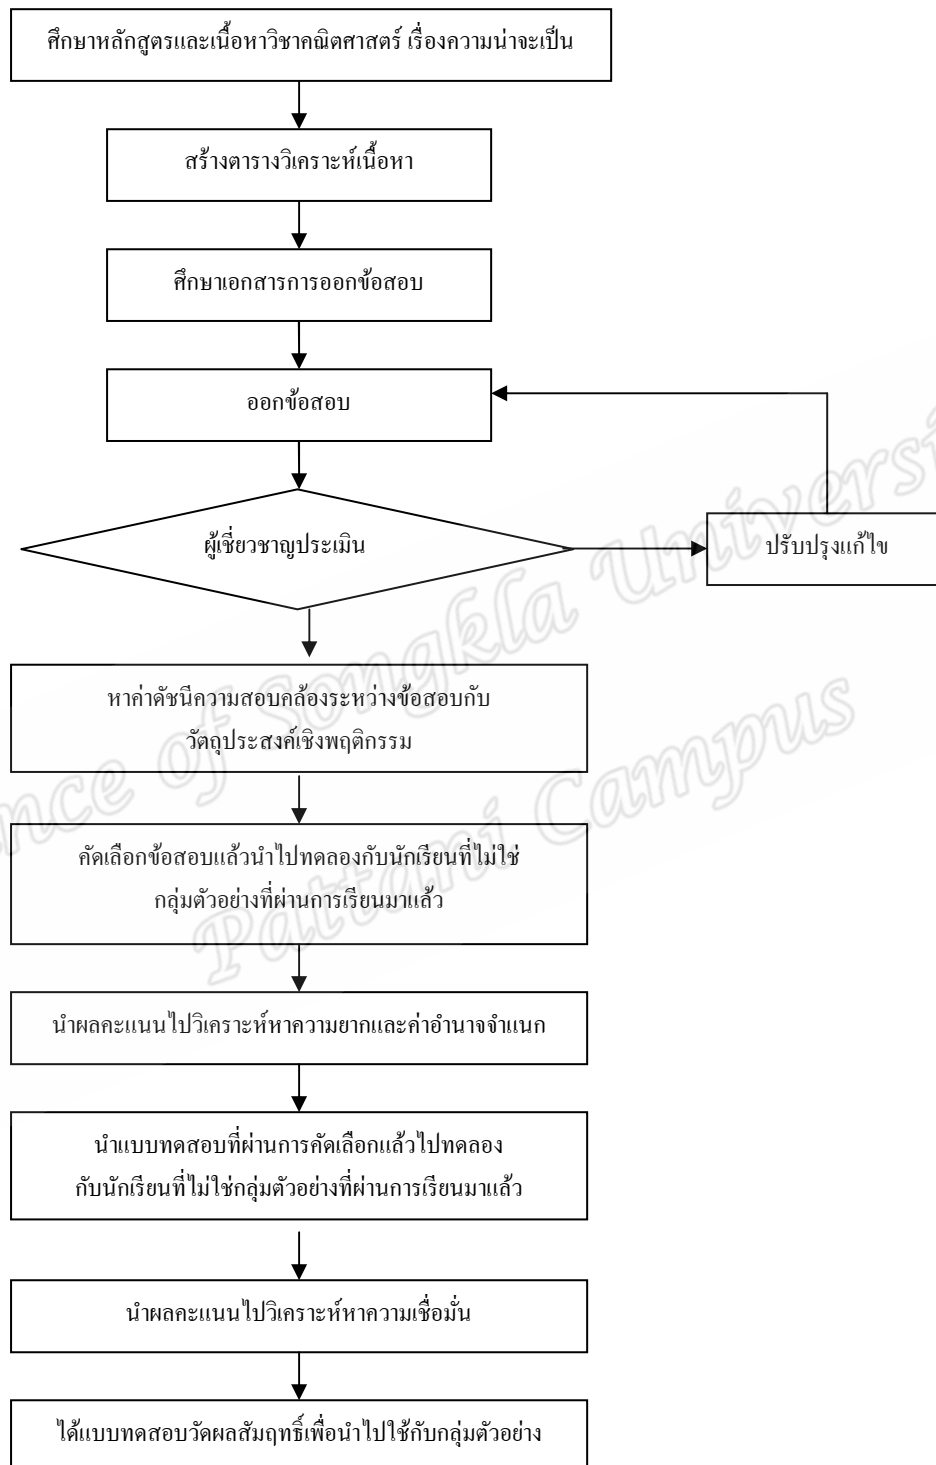 ศึกษาหลักสูตรและเนื้อหาวิชาคณิตศาสตร์ เรื่องความน่าจะเป็น
สร้างตารางวิเคราะห์เนื้อหา
ศึกษาเอกสารการออกข้อสอบ
ออกข้อสอบ
ผู้เชี่ยวชาญประเมิน
ปรับปรุงแก้ไข
หาค่าดัชนีความสอบคล้องระหว่างข้อสอบกับ
วัตถุประสงค์เชิงพฤติกรรม
คัดเลือกข้อสอบแล้วนำไปทดลองกับนักเรียนที่ไม่ใช่
กลุ่มตัวอย่างที่ผ่านการเรียนมาแล้ว
นำผลคะแนนไปวิเคราะห์หาความยากและค่าอำนาจจำแนก
นำแบบทดสอบที่ผ่านการคัดเลือกแล้วไปทดลอง
กับนักเรียนที่ไม่ใช่กลุ่มตัวอย่างที่ผ่านการเรียนมาแล้ว
นำผลคะแนนไปวิเคราะห์หาความเชื่อมั่น
ได้แบบทดสอบวัดผลสัมฤทธิ์เพื่อนำไปใช้กับกลุ่มตัวอย่าง
nce of Songkla Universi
Pattani Campus